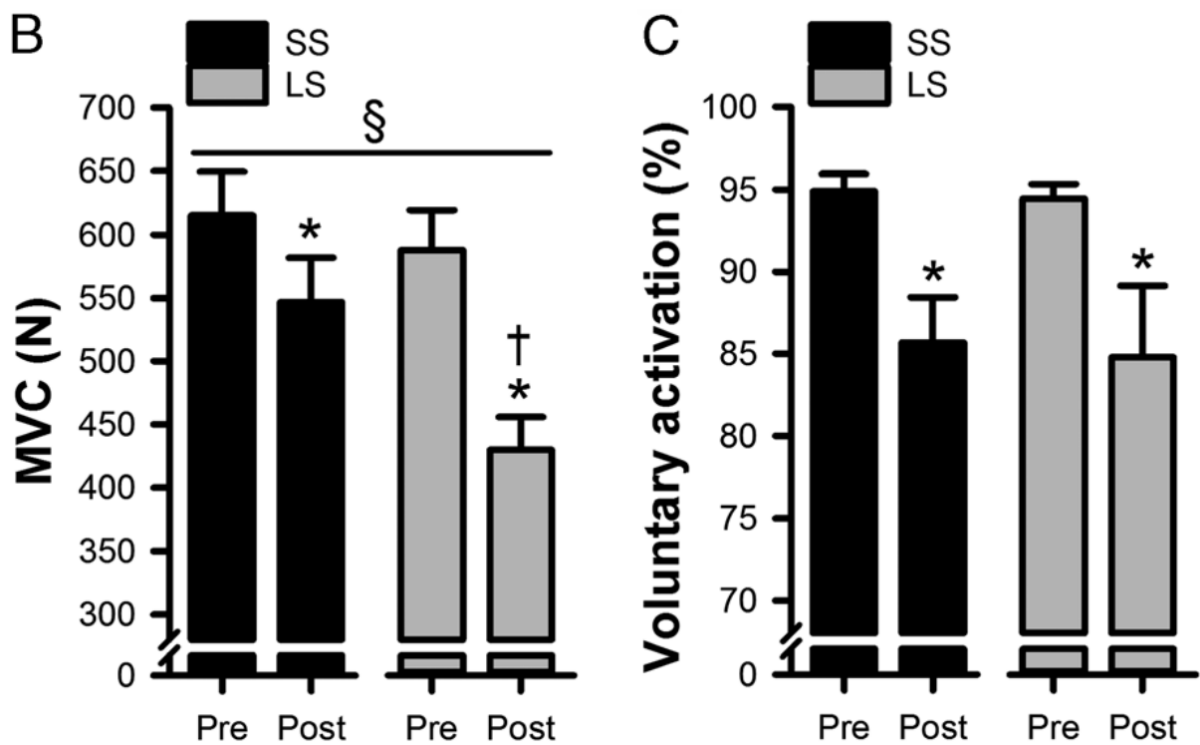 B
SS
LS
MVC (N)
700
650
600
550
500
450
400
350
300
0
§
*
†
*
Pre Post Pre Post
C
SS
LS
Voluntary activation (%)
100
95
90
85
80
75
70
0
*
*
Pre Post Pre Post